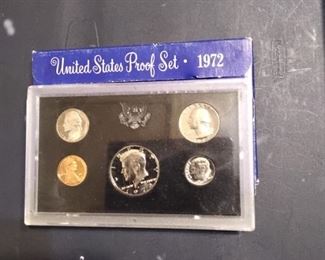 United States Proof Set · 1972